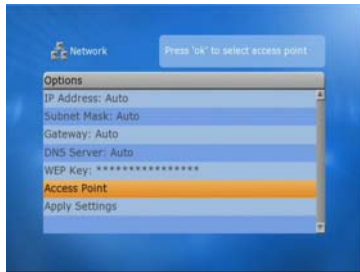 Network
Press 'ok' to select access point
Options
IP Address: Auto
Subnet Mask: Auto
Gateway: Auto
DNS Server: Auto
WEP Key: ****************
Access Point
Apply Settings